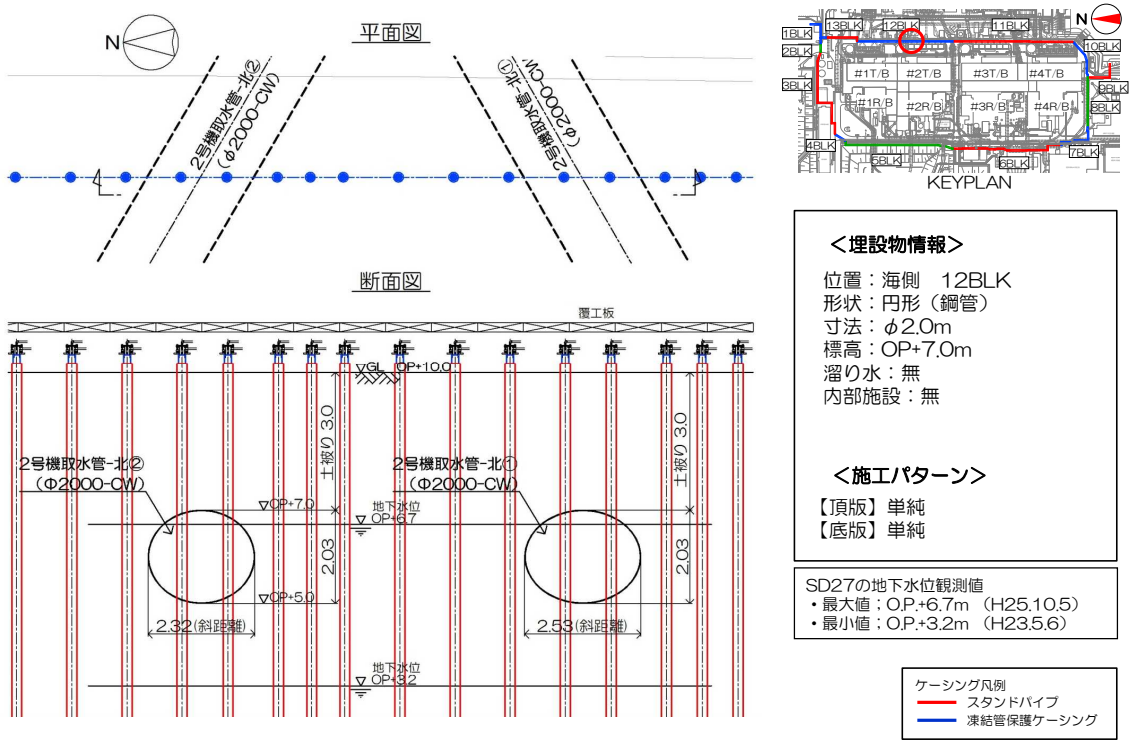 平面図
N
2号機取水管-北②
(φ2000-CW)
2号機取水管-北①
(φ2000-CW)
断面図
覆工板
▽GL OP+10.0
土被り 3.0
土被り 3.0
2号機取水管-北②
(Φ2000-CW)
2号機取水管-北①
(Φ2000-CW)
▽OP+7.0
地下水位
▽OP+6.7
2.03
2.03
▽OP+5.0
2.32(斜距離)
2.53(斜距離)
地下水位
▽OP+3.2
N
1BLK
13BLK
12BLK
11BLK
2BLK
10BLK
3BLK
#1T/B
#2T/B
#3T/B
#4T/B
9BLK
#1R/B
#2R/B
#3R/B
#4R/B
8BLK
4BLK
5BLK
6BLK
7BLK
KEYPLAN
＜埋設物情報＞
位置：海側 12BLK
形状：円形（鋼管）
寸法：φ2.0m
標高：OP+7.0m
溜り水：無
内部施設：無
＜施工パターン＞
【頂版】単純
【底版】単純
SD27の地下水位観測値
・最大値；O.P.+6.7m （H25.10.5）
・最小値；O.P.+3.2m （H23.5.6）
ケーシング凡例
スタンドパイプ
凍結管保護ケーシング